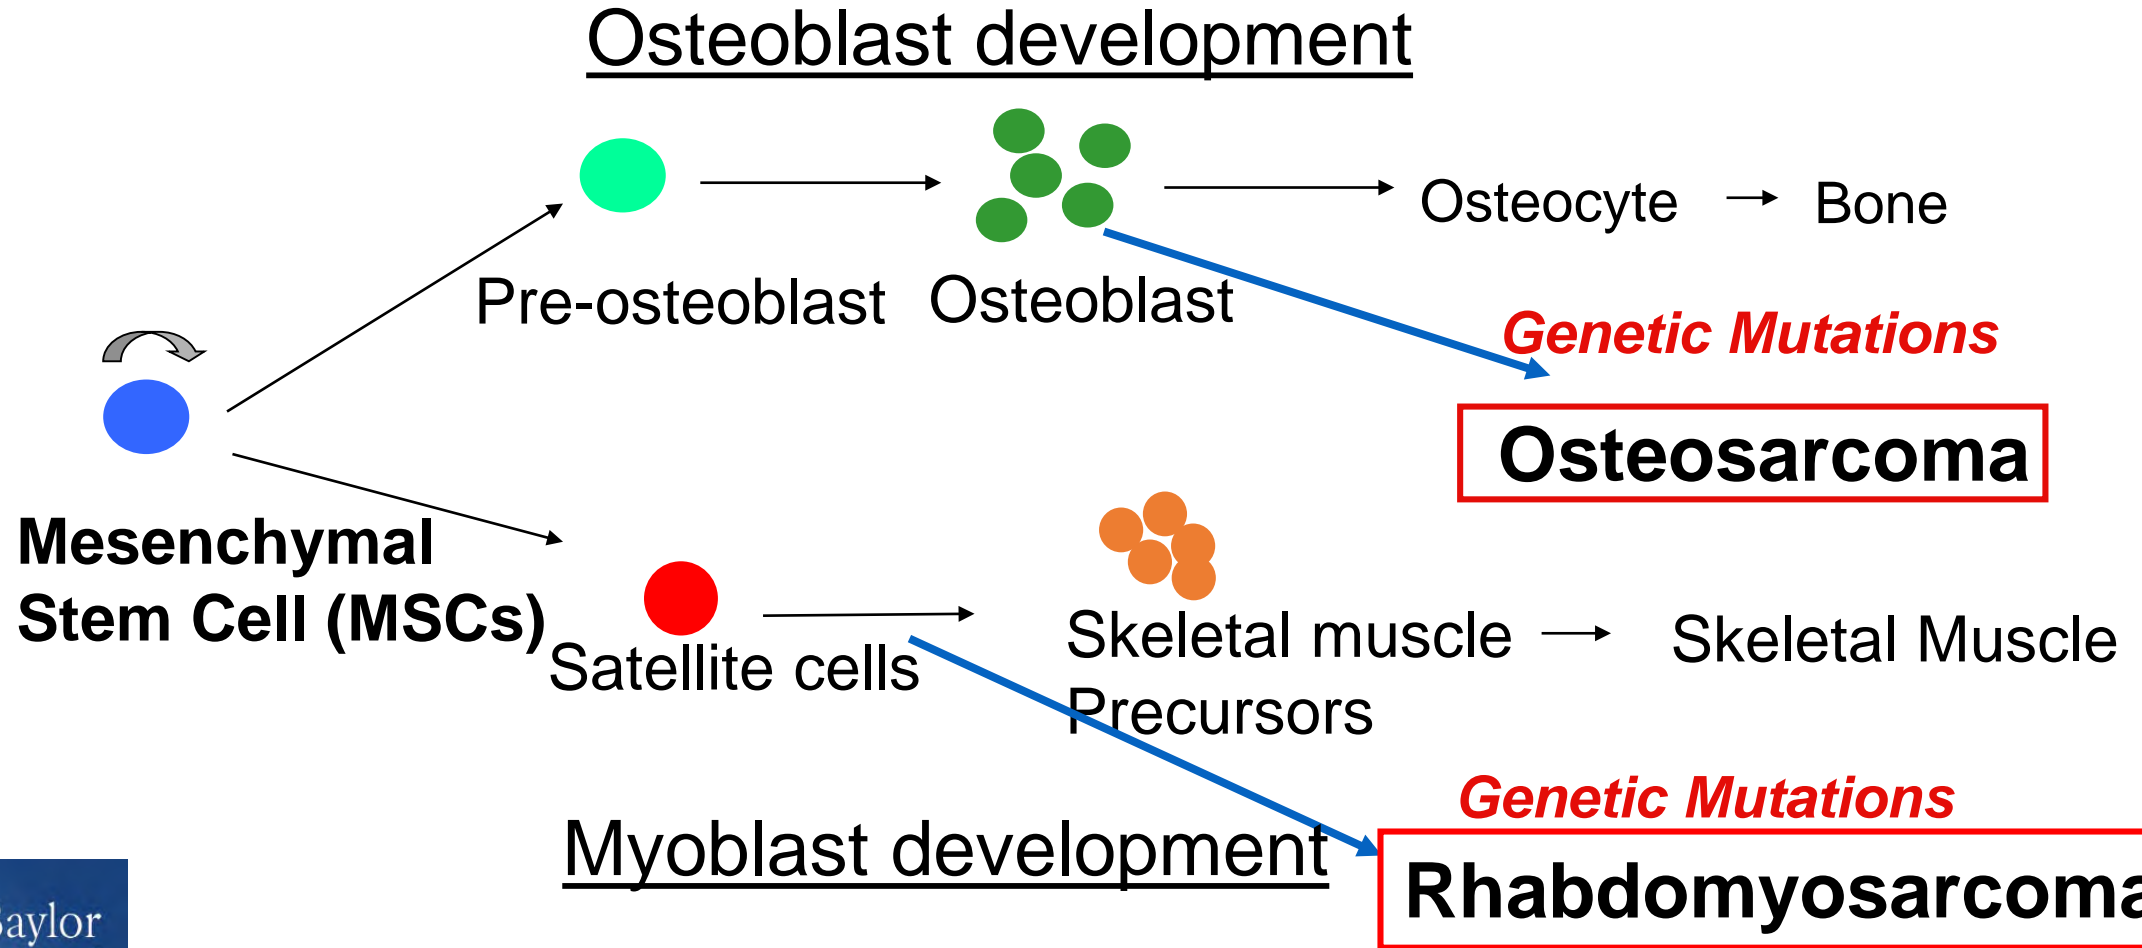 Osteoblast development
Osteocyte
Bone
Pre-osteoblast
Osteoblast
Genetic Mutations
Osteosarcoma
Mesenchymal
Stem Cell (MSCs)
Satellite cells
Skeletal muscle
Precursors
Skeletal Muscle
Genetic Mutations
Myoblast development
Rhabdomyosarcoma
Baylor